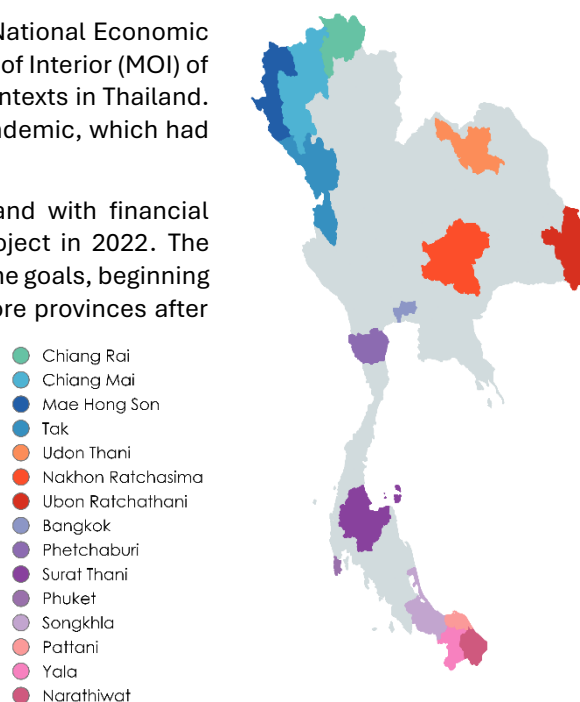 National Economic
of Interior (MOI) of
ntexts in Thailand.
ademic, which had
and with financial
oject in 2022. The
ne goals, beginning
ore provinces after
Chiang Rai
Chiang Mai
Mae Hong Son
Tak
Udon Thani
Nakhon Ratchasima
Ubon Ratchathani
Bangkok
Phetchaburi
Surat Thani
Phuket
Songkhla
Pattani
Yala
Narathiwat